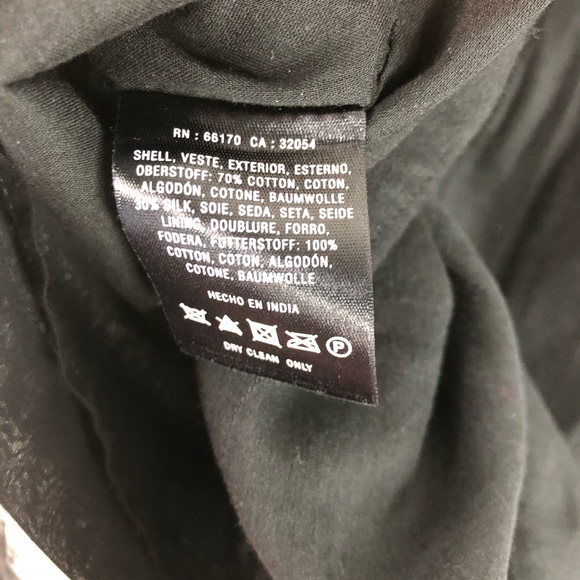 RN : 66170 CA : 32054
SHELL, VESTE, EXTERIOR, ESTERNO,
OBERSTOFF: 70% COTTON, COTON,
ALGODÓN, COTONE, BAUMWOLLE
30% SILK, SOIE, SEDA, SETA, SEIDE
LINING, DOUBLURE, FORRO,
FODERA, FUTTERSTOFF: 100%
COTTON, COTON, ALGODÓN,
COTONE, BAUMWOLLE
HECHO EN INDIA
P
DRY CLEAN ONLY